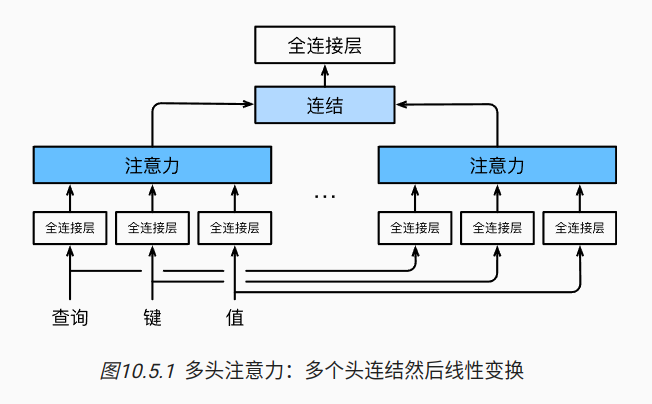 全连接层
连结
注意力 注意力
...
全连接层 全连接层 全连接层 全连接层 全连接层 全连接层
查询 键 值
图10.5.1 多头注意力：多个头连结然后线性变换